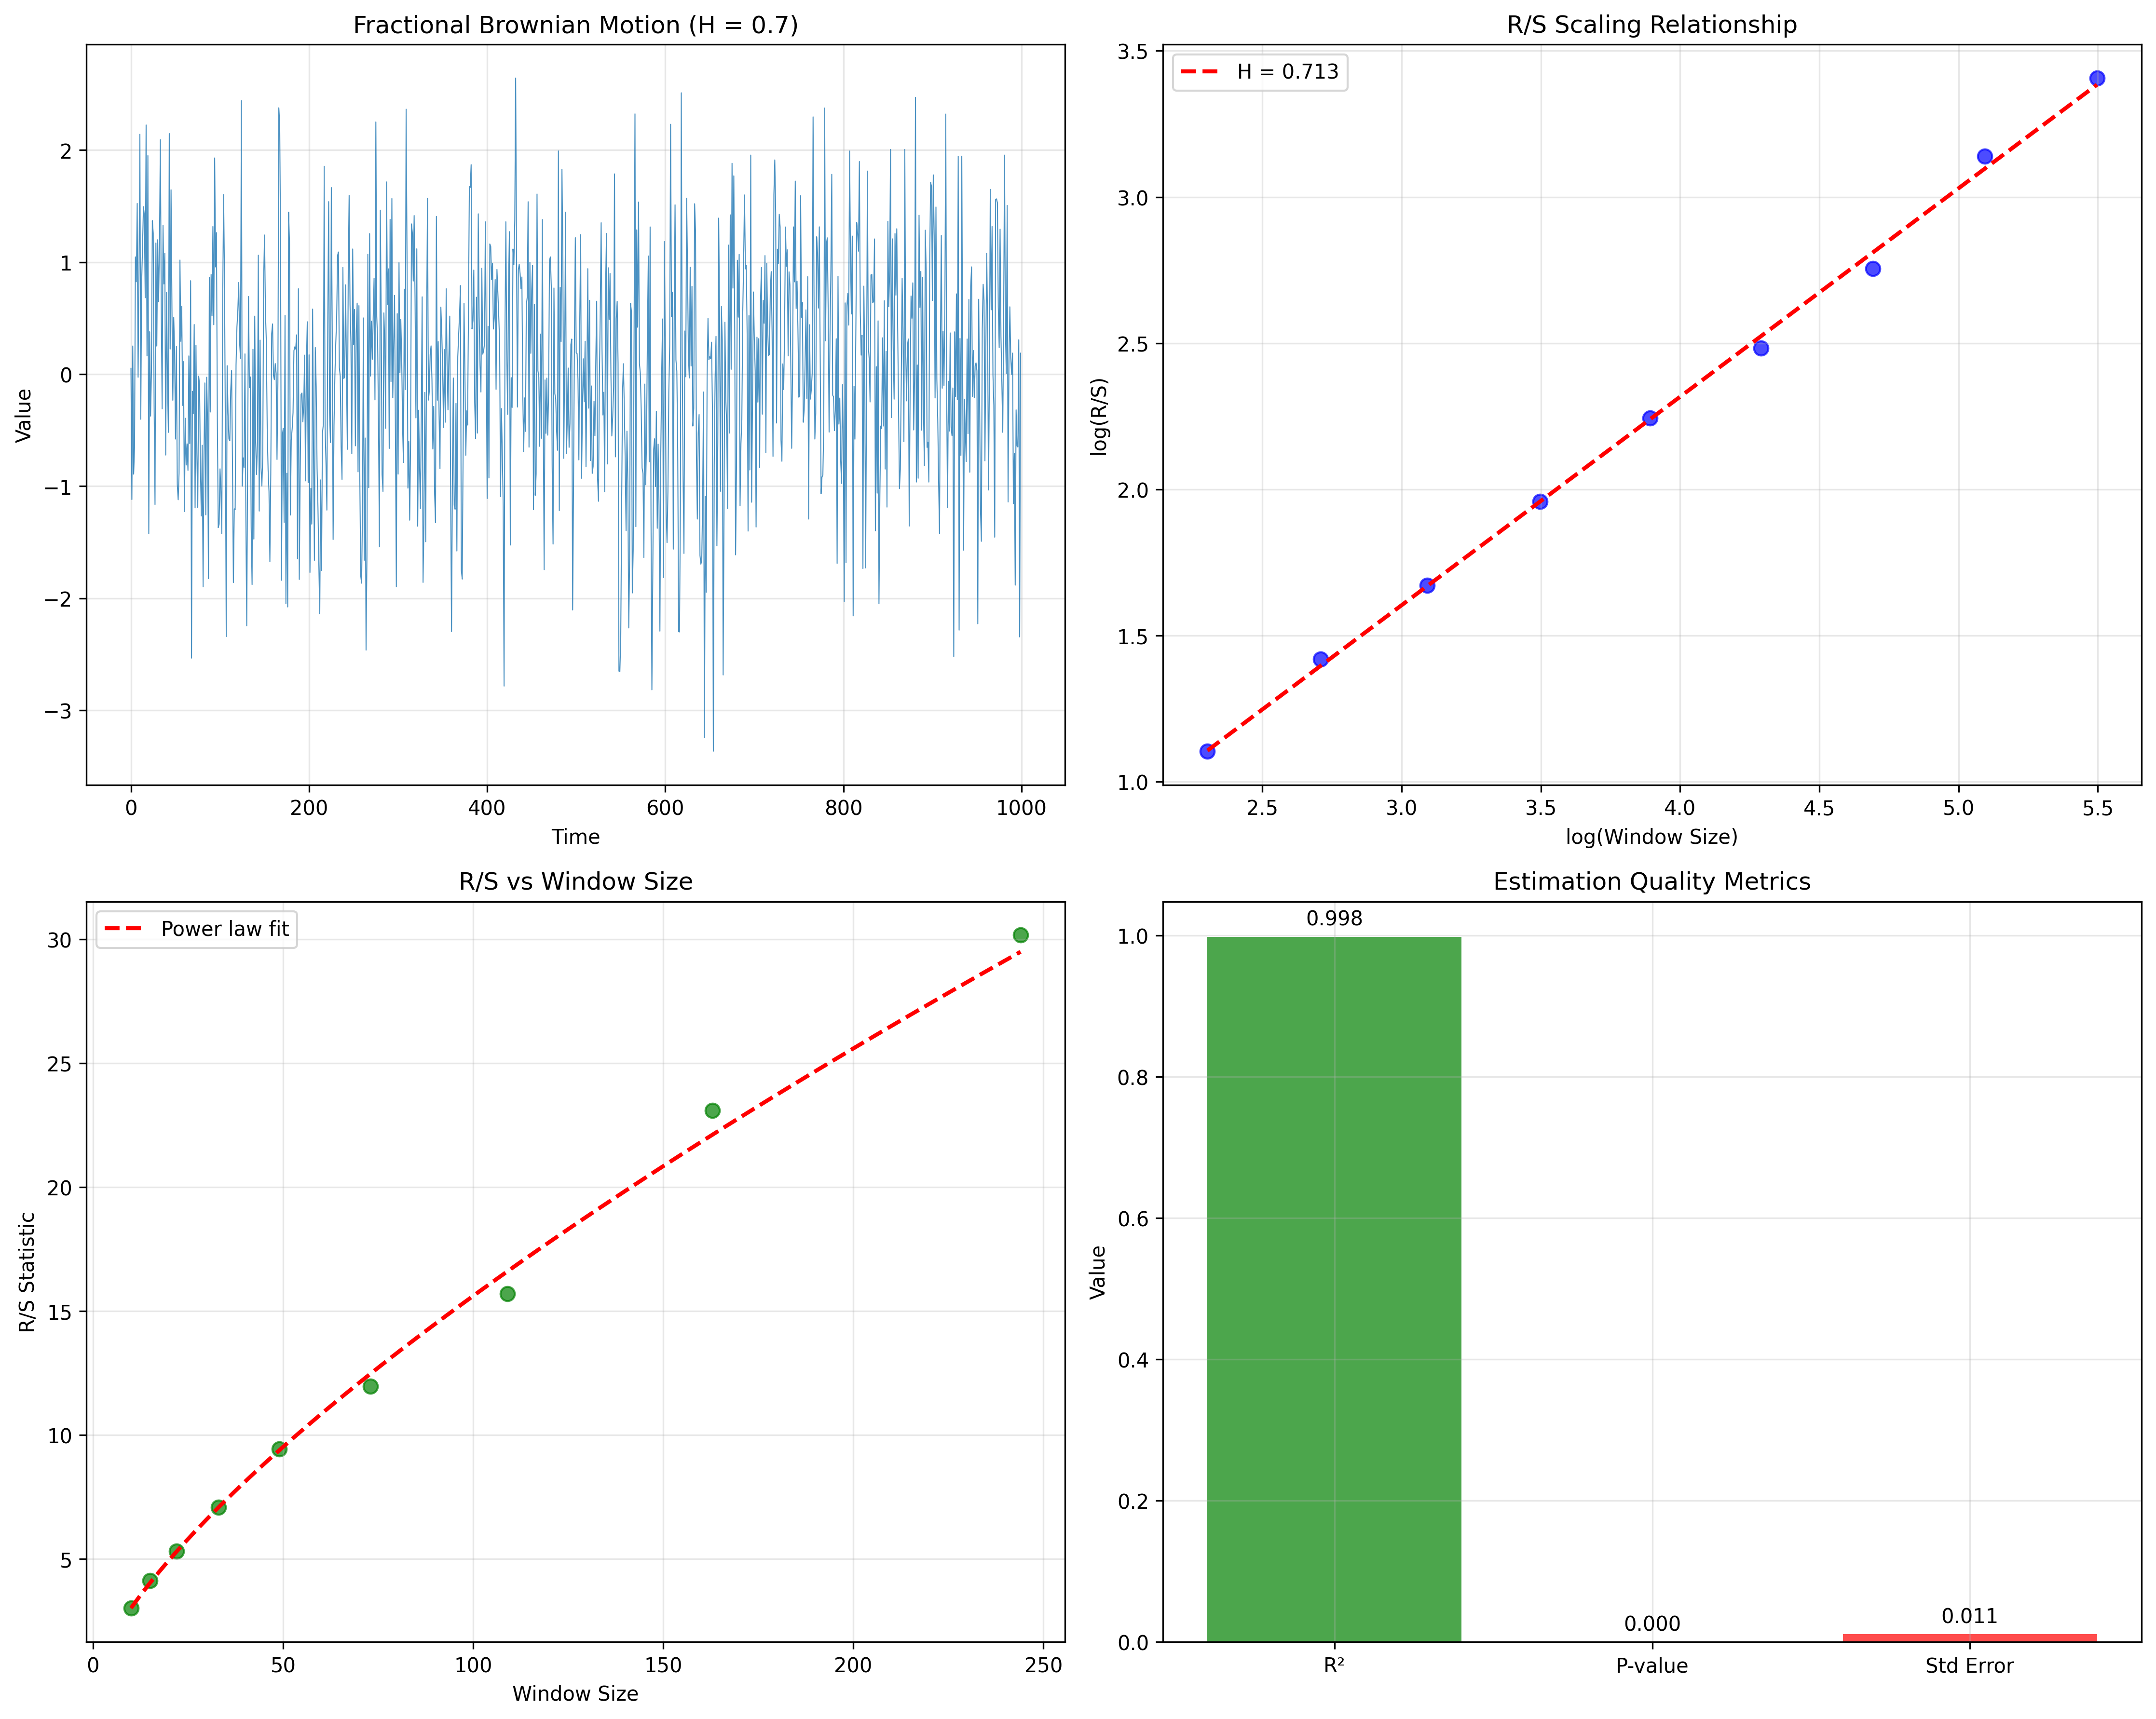 Fractional Brownian Motion (H = 0.7)
Value
2
1
0
−1
−2
−3
0 200 400 600 800 1000
Time
R/S Scaling Relationship
H = 0.713
log(R/S)
3.5
3.0
2.5
2.0
1.5
1.0
2.5 3.0 3.5 4.0 4.5 5.0 5.5
log(Window Size)
R/S vs Window Size
Power law fit
R/S Statistic
30
25
20
15
10
5
0 50 100 150 200 250
Window Size
Estimation Quality Metrics
Value
1.0
0.8
0.6
0.4
0.2
0.0
0.998
0.000
0.011
R² P-value Std Error